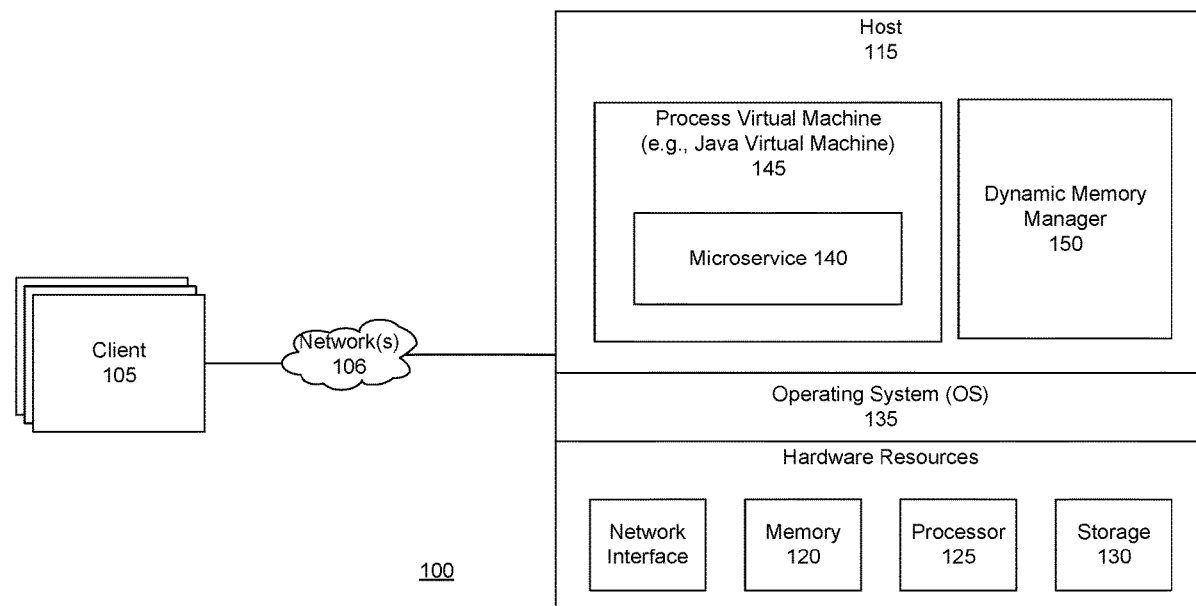 Host
115
Process Virtual Machine
(e.g., Java Virtual Machine)
145
Dynamic Memory
Manager
150
Microservice 140
Client
105
Network(s)
106
Operating System (OS)
135
Hardware Resources
Network
Interface
Memory
120
Processor
125
Storage
130
100